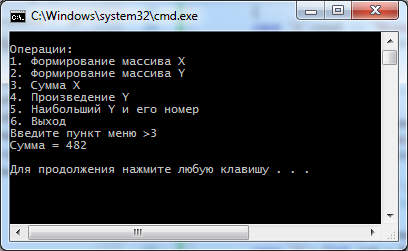 C:\Windows\system32\cmd.exe
Операции:
1. Формирование массива X
2. Формирование массива Y
3. Сумма X
4. Произведение Y
5. Наибольший Y и его номер
6. Выход
Введите пункт меню >3
Сумма = 482
Для продолжения нажмите любую клавишу . . .